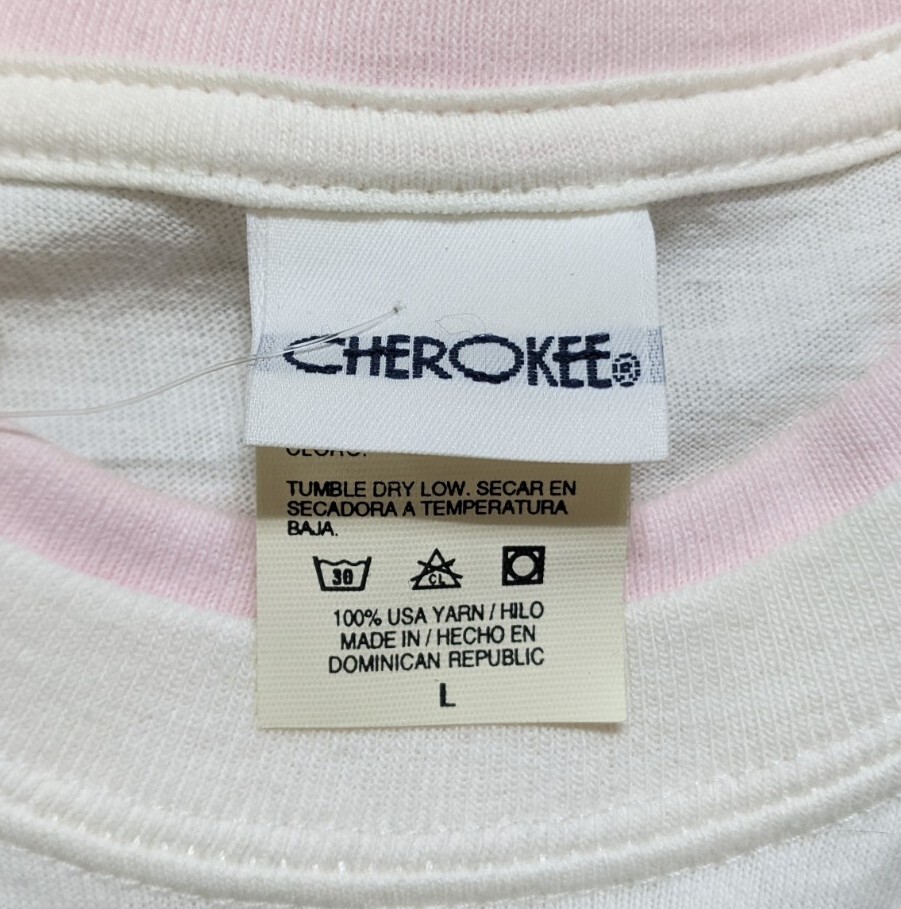 CHEROKEE®
TUMBLE DRY LOW. SECAR EN
SECADORA A TEMPERATURA
BAJA.
30 CL
100% USA YARN / HILO
MADE IN / HECHO EN
DOMINICAN REPUBLIC
L